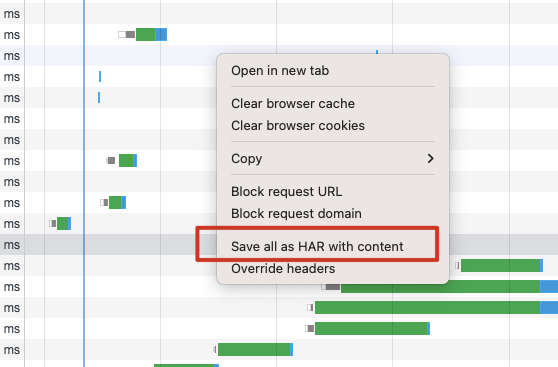 ms
ms
ms
ms
Open in new tab
ms
Clear browser cache
ms
Clear browser cookies
ms
Copy
ms
ms
Block request URL
ms
Block request domain
ms
ms
Save all as HAR with content
ms
Override headers
ms
ms
ms
ms